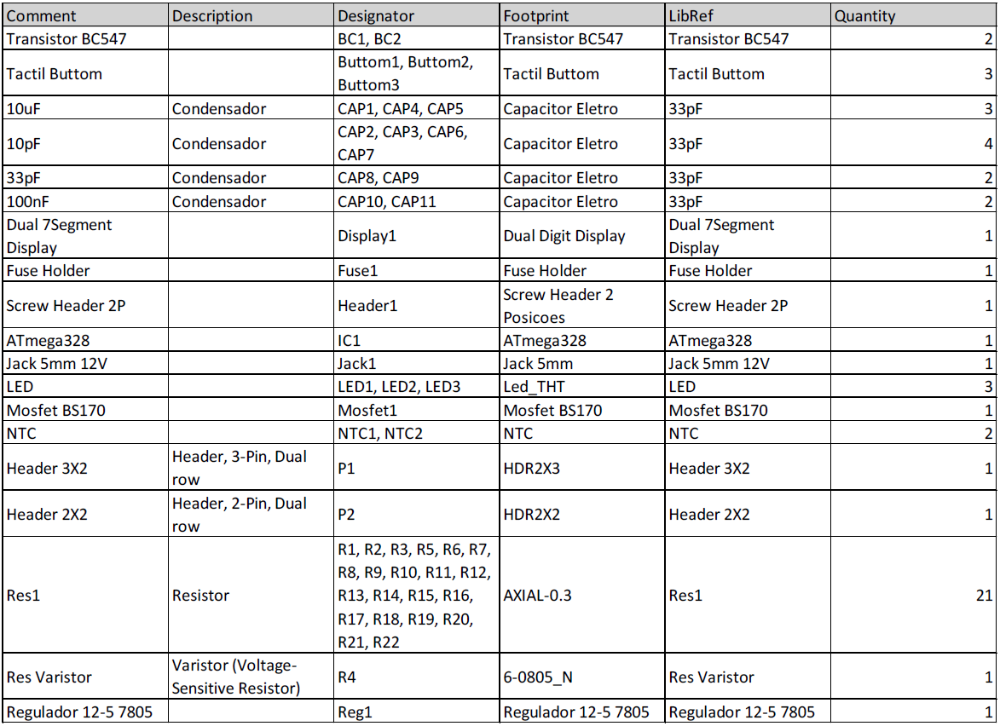 Comment Description Designator Footprint LibRef Quantity
Transistor BC547 BC1, BC2 Transistor BC547 Transistor BC547 2
Tactil Buttom Buttom1, Buttom2, Buttom3 Tactil Buttom Tactil Buttom 3
10uF Condensador CAP1, CAP4, CAP5 Capacitor Eletro 33pF 3
10pF Condensador CAP2, CAP3, CAP6, CAP7 Capacitor Eletro 33pF 4
33pF Condensador CAP8, CAP9 Capacitor Eletro 33pF 2
100nF Condensador CAP10, CAP11 Capacitor Eletro 33pF 2
Dual 7Segment Display Display1 Dual Digit Display Dual 7Segment Display 1
Fuse Holder Fuse1 Fuse Holder Fuse Holder 1
Screw Header 2P Header1 Screw Header 2 Posicoes Screw Header 2P 1
ATmega328 IC1 ATmega328 ATmega328 1
Jack 5mm 12V Jack1 Jack 5mm Jack 5mm 12V 1
LED LED1, LED2, LED3 Led_THT LED 3
Mosfet BS170 Mosfet1 Mosfet BS170 Mosfet BS170 1
NTC NTC1, NTC2 NTC NTC 2
Header 3X2 Header, 3-Pin, Dual row P1 HDR2X3 Header 3X2 1
Header 2X2 Header, 2-Pin, Dual row P2 HDR2X2 Header 2X2 1
Res1 Resistor R1, R2, R3, R5, R6, R7, R8, R9, R10, R11, R12, R13, R14, R15, R16, R17, R18, R19, R20, R21, R22 AXIAL-0.3 Res1 21
Res Varistor Varistor (Voltage-Sensitive Resistor) R4 6-0805_N Res Varistor 1
Regulador 12-5 7805 Reg1 Regulador 12-5 7805 Regulador 12-5 7805 1